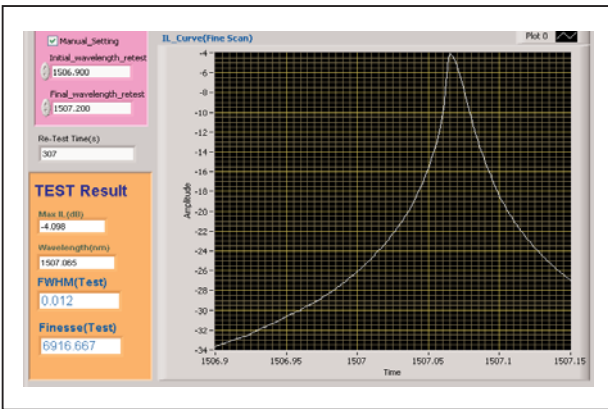 Manual_Setting
Initial_wavelength_retest
1506.900
Final_wavelength_retest
1507.200
Re-Test Time(s)
307
TEST Result
Max IL(dB)
-4.098
Wavelength(nm)
1507.065
FWHM(Test)
0.012
Finesse(Test)
6916.667
IL_Curve(Fine Scan)
Plot 0
Amplitude
-4
-6
-8
-10
-12
-14
-16
-18
-20
-22
-24
-26
-28
-30
-32
-34
1506.9
1506.95
1507
1507.05
1507.1
1507.15
Time